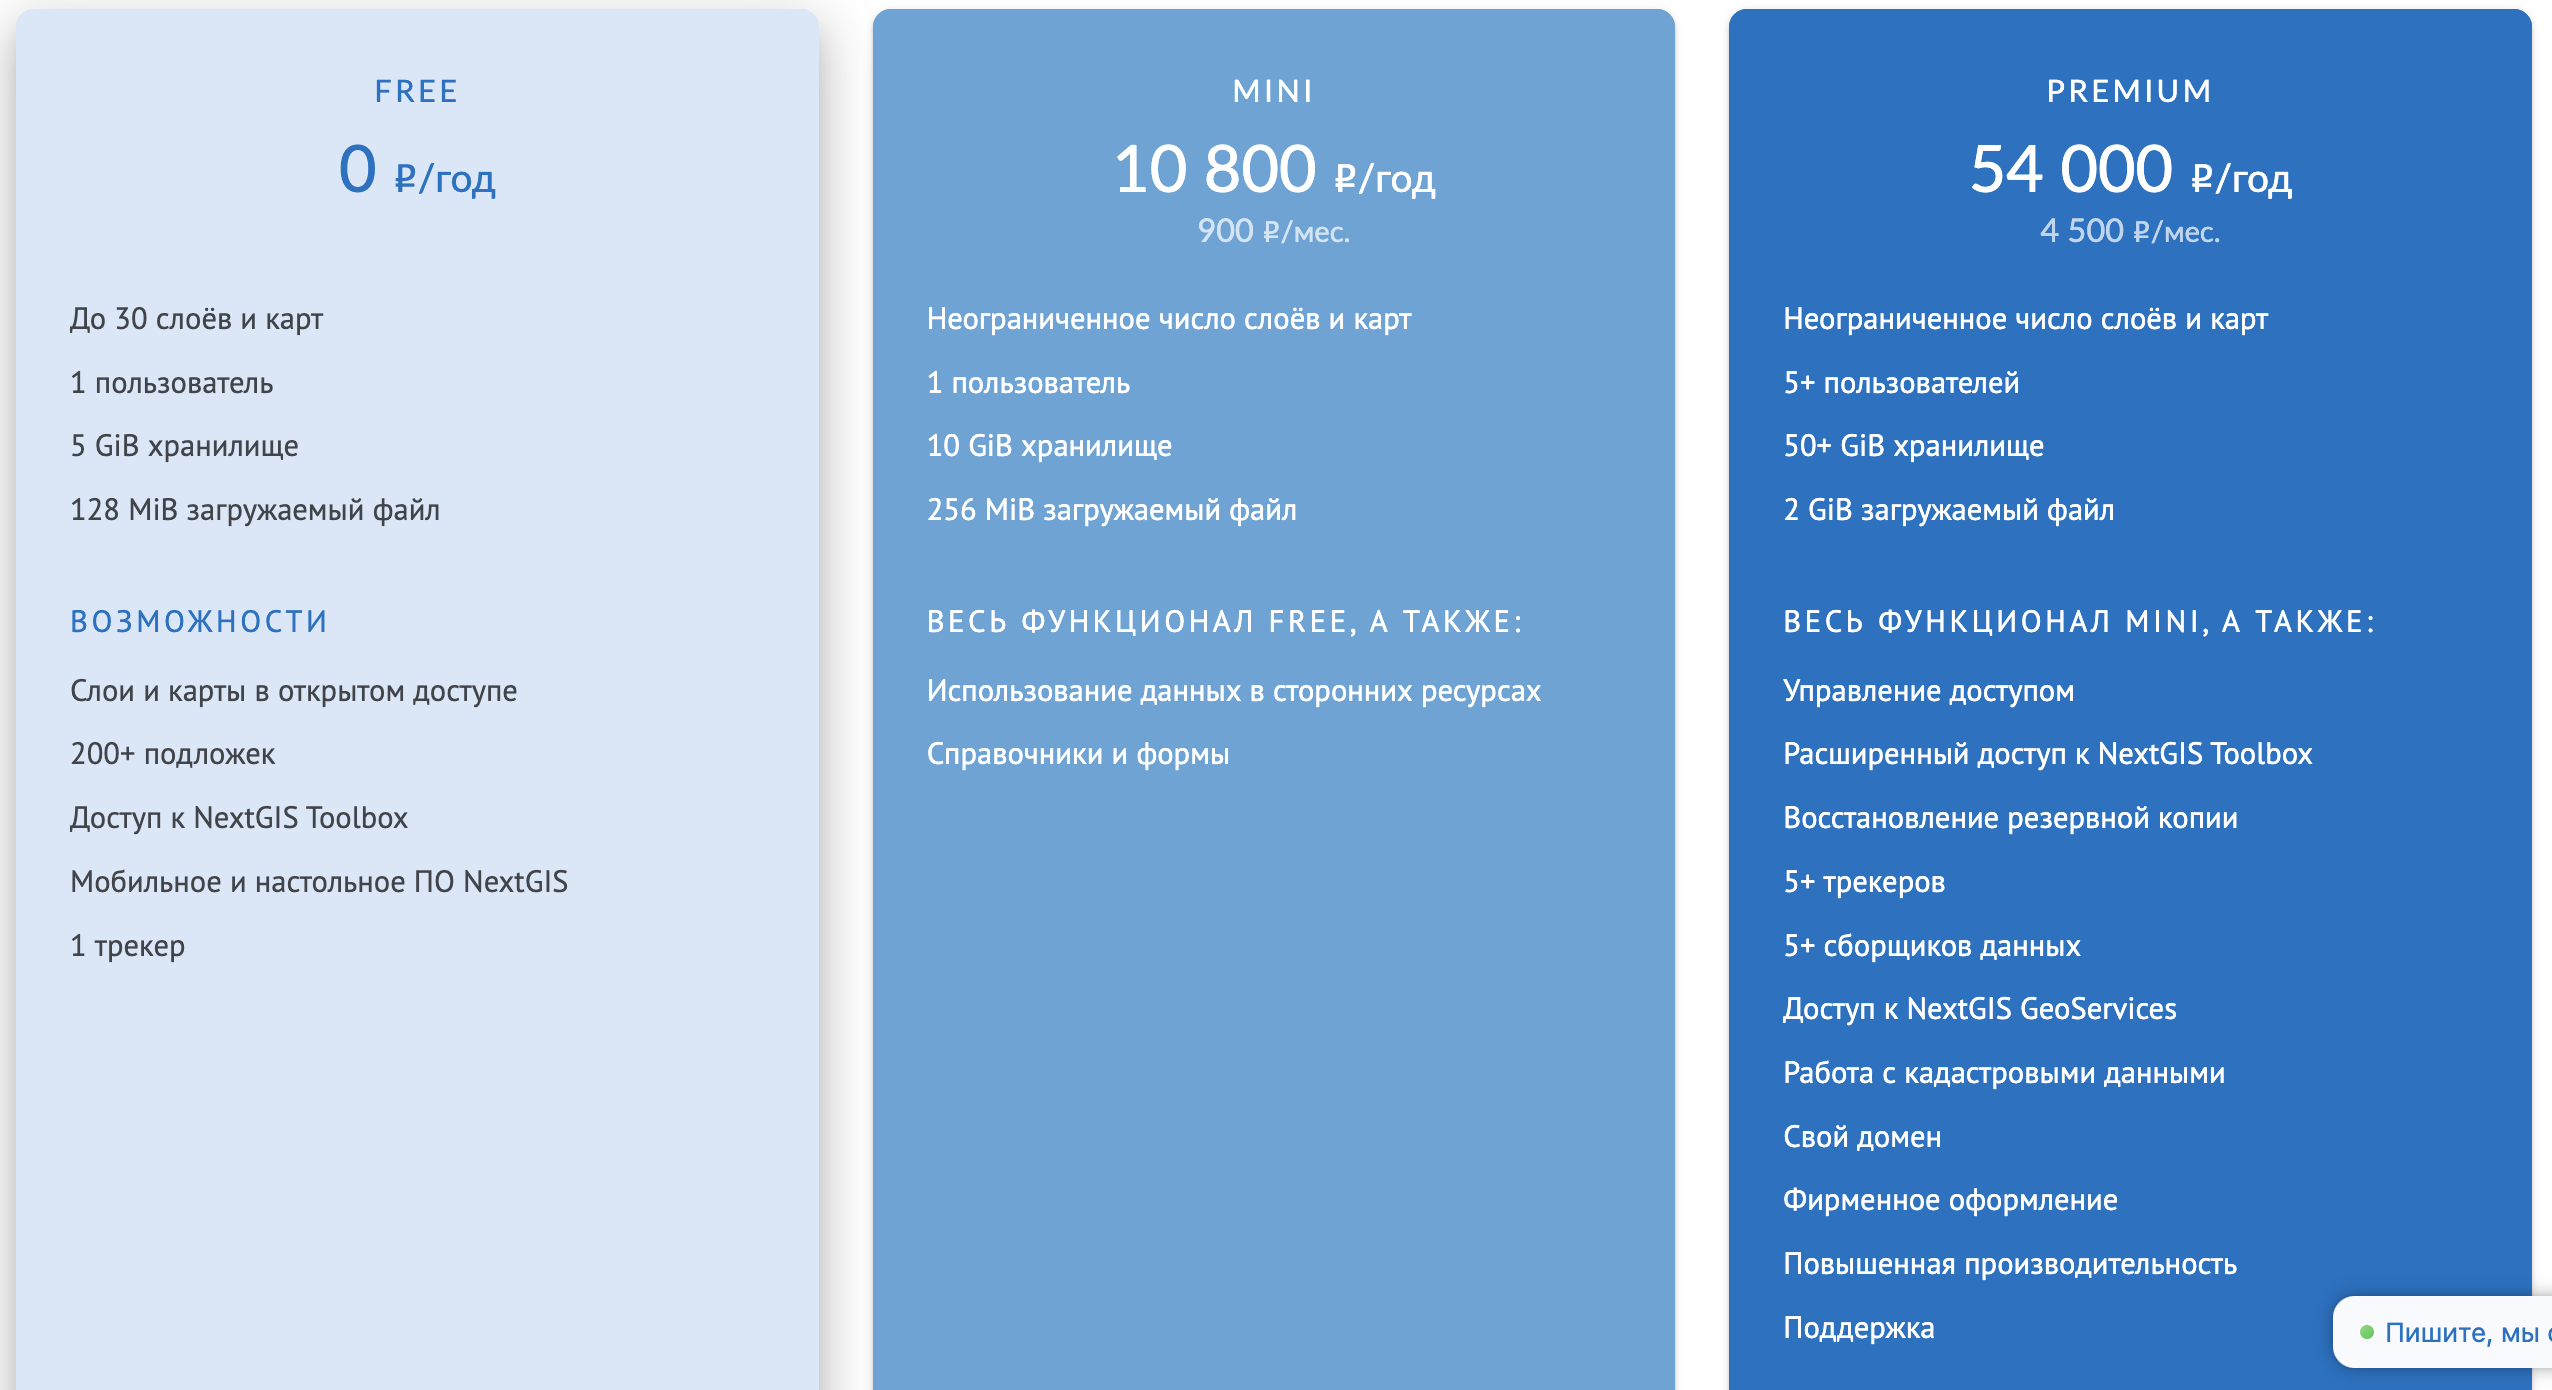 FREE
0 ₽/год
До 30 слоёв и карт
1 пользователь
5 GiB хранилище
128 MiB загружаемый файл
ВОЗМОЖНОСТИ
Слои и карты в открытом доступе
200+ подложек
Доступ к NextGIS Toolbox
Мобильное и настольное ПО NextGIS
1 трекер
MINI
10 800 ₽/год
900 ₽/мес.
Неограниченное число слоёв и карт
1 пользователь
10 GiB хранилище
256 MiB загружаемый файл
ВЕСЬ ФУНКЦИОНАЛ FREE, А ТАКЖЕ:
Использование данных в сторонних ресурсах
Справочники и формы
PREMIUM
54 000 ₽/год
4 500 ₽/мес.
Неограниченное число слоёв и карт
5+ пользователей
50+ GiB хранилище
2 GiB загружаемый файл
ВЕСЬ ФУНКЦИОНАЛ MINI, А ТАКЖЕ:
Управление доступом
Расширенный доступ к NextGIS Toolbox
Восстановление резервной копии
5+ трекеров
5+ сборщиков данных
Доступ к NextGIS GeoServices
Работа с кадастровыми данными
Свой домен
Фирменное оформление
Повышенная производительность
Поддержка
Пишите, мы